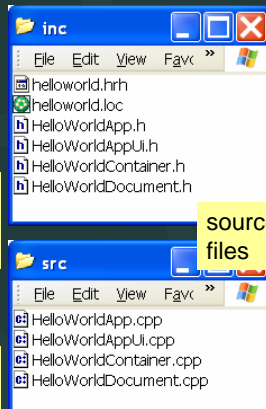 inc
File Edit View Favc »
helloworld.hrh
helloworld.loc
HelloWorldApp.h
HelloWorldAppUi.h
HelloWorldContainer.h
HelloWorldDocument.h
sourc
files
src
File Edit View Favc »
HelloWorldApp.cpp
HelloWorldAppUi.cpp
HelloWorldContainer.cpp
HelloWorldDocument.cpp